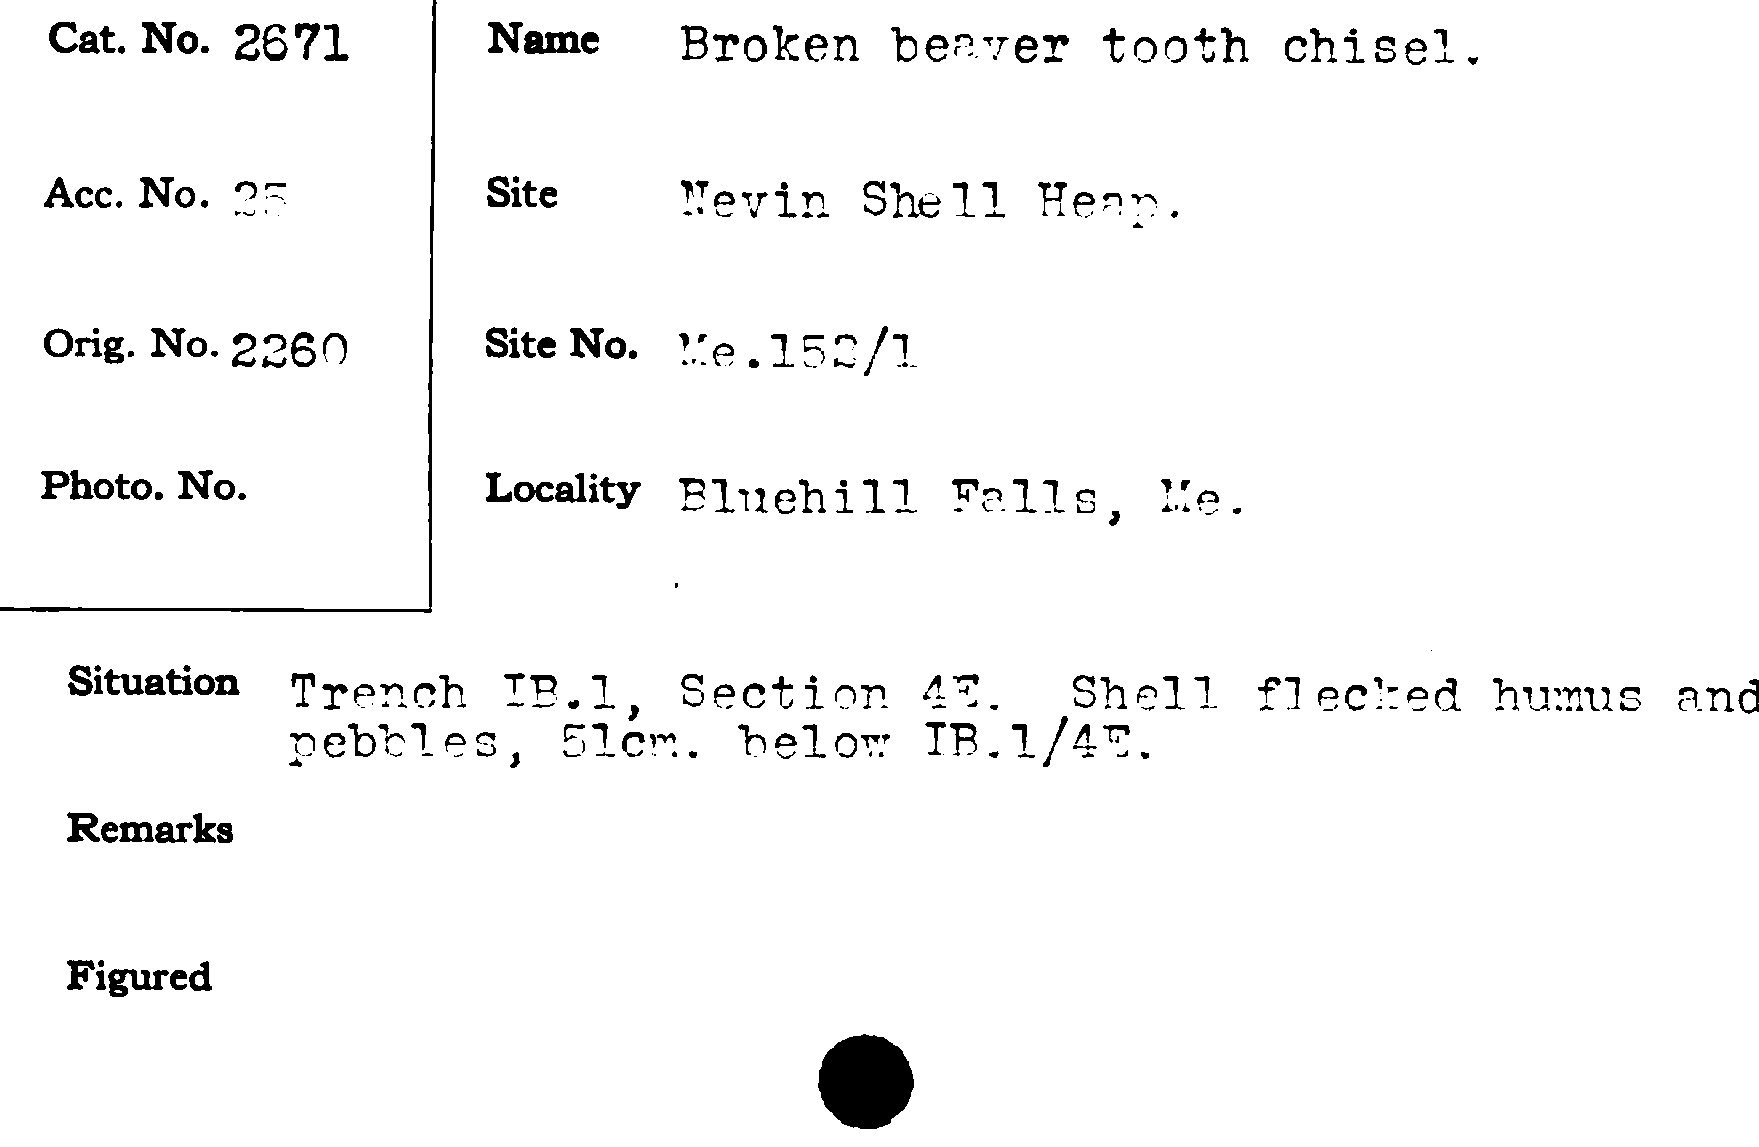 Cat. No. 2671
Name Broken beaver tooth chisel.
Acc. No. 25
Site Nevin Shell Heap.
Orig. No. 2260
Site No. Me.152/1
Photo. No.
Locality Bluehill Falls, Me.
Situation Trench IB.1, Section 4E. Shell flecked humus and
pebbles, 51cm. below IB.1/4E.
Remarks
Figured